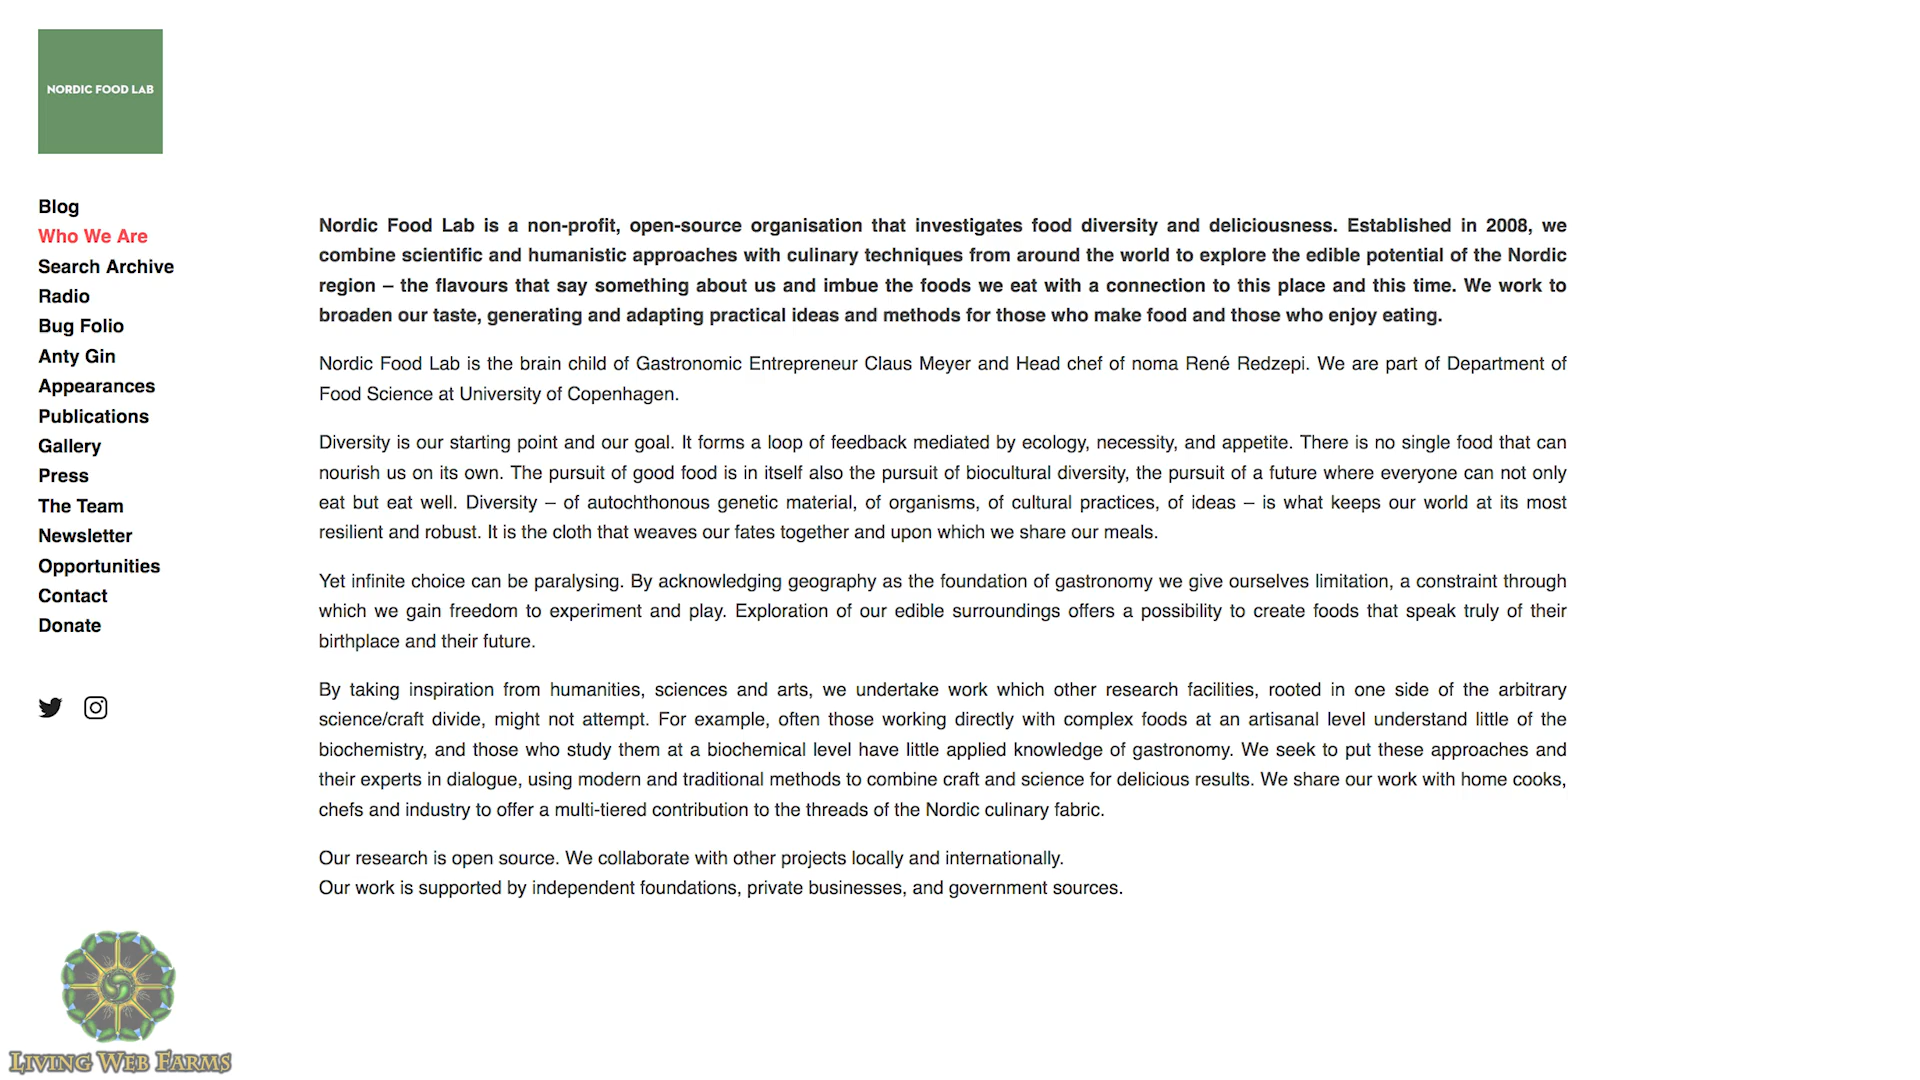 NORDIC FOOD LAB
Blog
Who We Are
Search Archive
Radio
Bug Folio
Anty Gin
Appearances
Publications
Gallery
Press
The Team
Newsletter
Opportunities
Contact
Donate
Nordic Food Lab is a non-profit, open-source organisation that investigates food diversity and deliciousness. Established in 2008, we
combine scientific and humanistic approaches with culinary techniques from around the world to explore the edible potential of the Nordic
region – the flavours that say something about us and imbue the foods we eat with a connection to this place and this time. We work to
broaden our taste, generating and adapting practical ideas and methods for those who make food and those who enjoy eating.
Nordic Food Lab is the brain child of Gastronomic Entrepreneur Claus Meyer and Head chef of noma René Redzepi. We are part of Department of
Food Science at University of Copenhagen.
Diversity is our starting point and our goal. It forms a loop of feedback mediated by ecology, necessity, and appetite. There is no single food that can
nourish us on its own. The pursuit of good food is in itself also the pursuit of biocultural diversity, the pursuit of a future where everyone can not only
eat but eat well. Diversity – of autochthonous genetic material, of organisms, of cultural practices, of ideas – is what keeps our world at its most
resilient and robust. It is the cloth that weaves our fates together and upon which we share our meals.
Yet infinite choice can be paralysing. By acknowledging geography as the foundation of gastronomy we give ourselves limitation, a constraint through
which we gain freedom to experiment and play. Exploration of our edible surroundings offers a possibility to create foods that speak truly of their
birthplace and their future.
By taking inspiration from humanities, sciences and arts, we undertake work which other research facilities, rooted in one side of the arbitrary
science/craft divide, might not attempt. For example, often those working directly with complex foods at an artisanal level understand little of the
biochemistry, and those who study them at a biochemical level have little applied knowledge of gastronomy. We seek to put these approaches and
their experts in dialogue, using modern and traditional methods to combine craft and science for delicious results. We share our work with home cooks,
chefs and industry to offer a multi-tiered contribution to the threads of the Nordic culinary fabric.
Our research is open source. We collaborate with other projects locally and internationally.
Our work is supported by independent foundations, private businesses, and government sources.
LIVING WEB FARMS